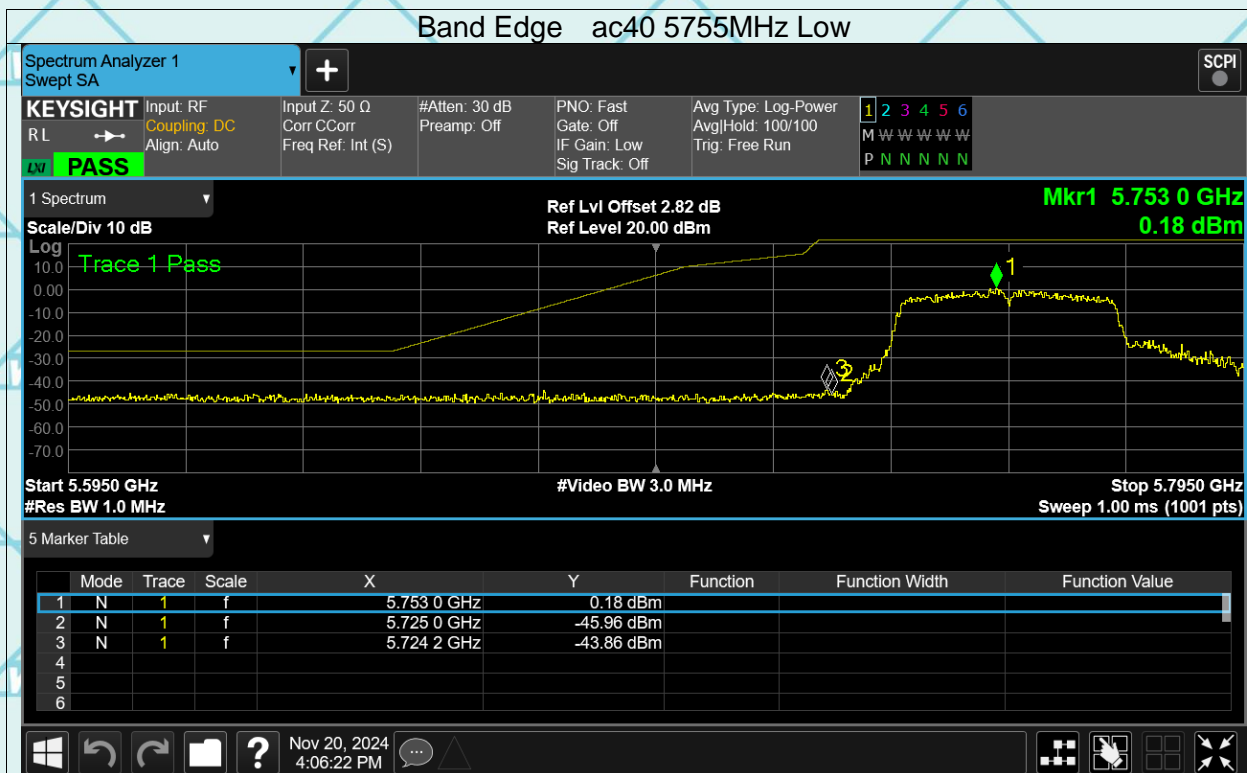 Band Edge ac40 5755MHz Low
Spectrum Analyzer 1
Swept SA
SCPI
KEYSIGHT Input: RF Input Z: 50 Ω #Atten: 30 dB PNO: Fast Avg Type: Log-Power 1 2 3 4 5 6
R L Coupling: DC Corr CCorr Preamp: Off Gate: Off Avg|Hold: 100/100 M W W W W W
Align: Auto Freq Ref: Int (S) IF Gain: Low Trig: Free Run
LXI PASS Sig Track: Off P N N N N N
1 Spectrum
Scale/Div 10 dB
Ref Lvl Offset 2.82 dB
Ref Level 20.00 dBm
Mkr1 5.753 0 GHz
0.18 dBm
Log
Trace 1 Pass
10.0
0.00
-10.0
-20.0
-30.0
-40.0
-50.0
-60.0
-70.0
1
3
2
Start 5.5950 GHz #Video BW 3.0 MHz Stop 5.7950 GHz
#Res BW 1.0 MHz Sweep 1.00 ms (1001 pts)
5 Marker Table
Mode Trace Scale X Y Function Function Width Function Value
1 N 1 f 5.753 0 GHz 0.18 dBm
2 N 1 f 5.725 0 GHz -45.96 dBm
3 N 1 f 5.724 2 GHz -43.86 dBm
4
5
6
? Nov 20, 2024
4:06:22 PM